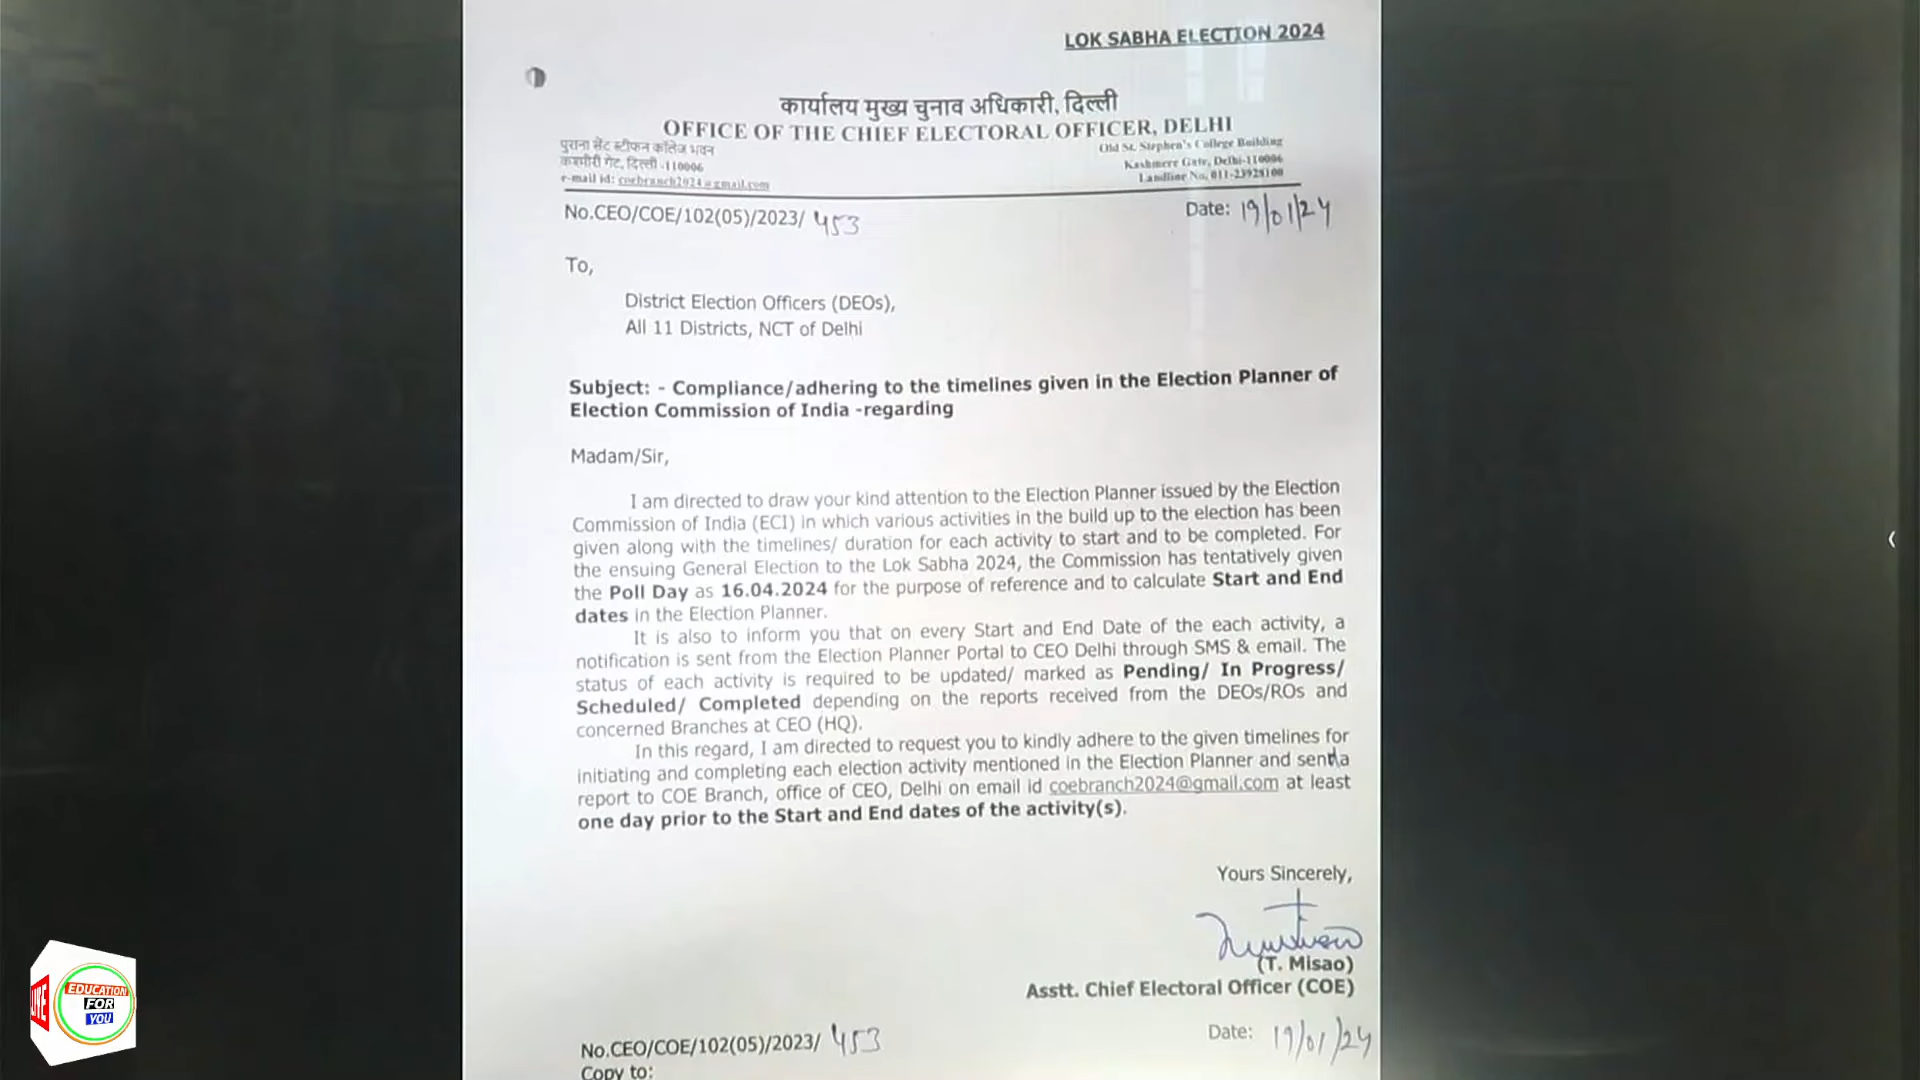 LOK SABHA ELECTION 2024
कार्यालय मुख्य चुनाव अधिकारी, दिल्ली
OFFICE OF THE CHIEF ELECTORAL OFFICER, DELHI
पुराना सेंट स्टीफन कॉलेज भवन
कश्मीरी गेट, दिल्ली -110006
e-mail id: coebranch2024@gmail.com
Old St. Stephen's College Building
Kashmere Gate, Delhi-110006
Landline No. 011-23928100
No.CEO/COE/102(05)/2023/ 453
Date: 19/01/24
To,
District Election Officers (DEOs),
All 11 Districts, NCT of Delhi
Subject: - Compliance/adhering to the timelines given in the Election Planner of
Election Commission of India -regarding
Madam/Sir,
I am directed to draw your kind attention to the Election Planner issued by the Election
Commission of India (ECI) in which various activities in the build up to the election has been
given along with the timelines/ duration for each activity to start and to be completed. For
the ensuing General Election to the Lok Sabha 2024, the Commission has tentatively given
the Poll Day as 16.04.2024 for the purpose of reference and to calculate Start and End
dates in the Election Planner.
It is also to inform you that on every Start and End Date of the each activity, a
notification is sent from the Election Planner Portal to CEO Delhi through SMS & email. The
status of each activity is required to be updated/ marked as Pending/ In Progress/
Scheduled/ Completed depending on the reports received from the DEOs/ROs and
concerned Branches at CEO (HQ).
In this regard, I am directed to request you to kindly adhere to the given timelines for
initiating and completing each election activity mentioned in the Election Planner and sent a
report to COE Branch, office of CEO, Delhi on email id coebranch2024@gmail.com at least
one day prior to the Start and End dates of the activity(s).
Yours Sincerely,
(T. Misao)
Asstt. Chief Electoral Officer (COE)
No.CEO/COE/102(05)/2023/ 453
Date: 19/01/24
Copy to:
LIVE
EDUCATION
FOR
YOU